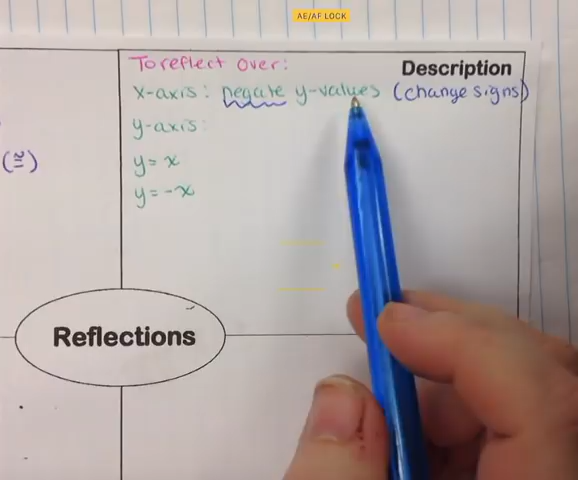 AE/AF LOCK
To reflect over:
Description
x-axis: negate y-values (change signs)
y-axis:
(≅)
y = x
y = -x
Reflections